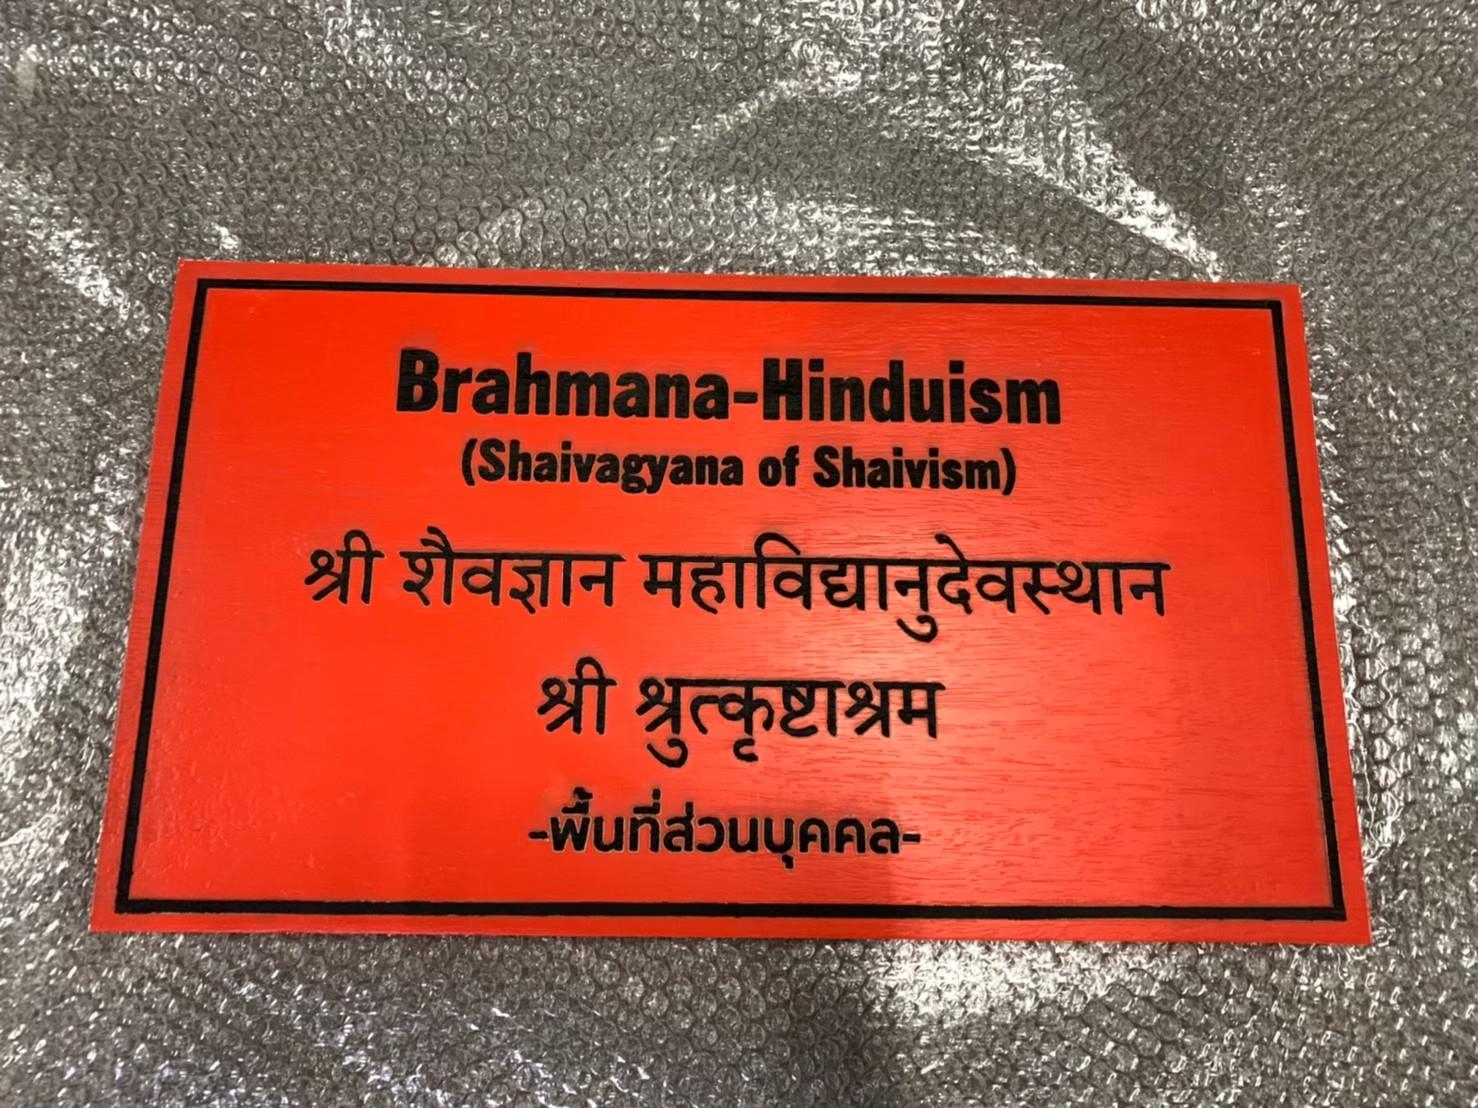 Brahmana-Hinduism
(Shaivagyana of Shaivism)
श्री शैवज्ञान महाविद्यानुदेवस्थान
श्री श्रुत्कृष्टाश्रम
-พื้นที่ส่วนบุคคล-